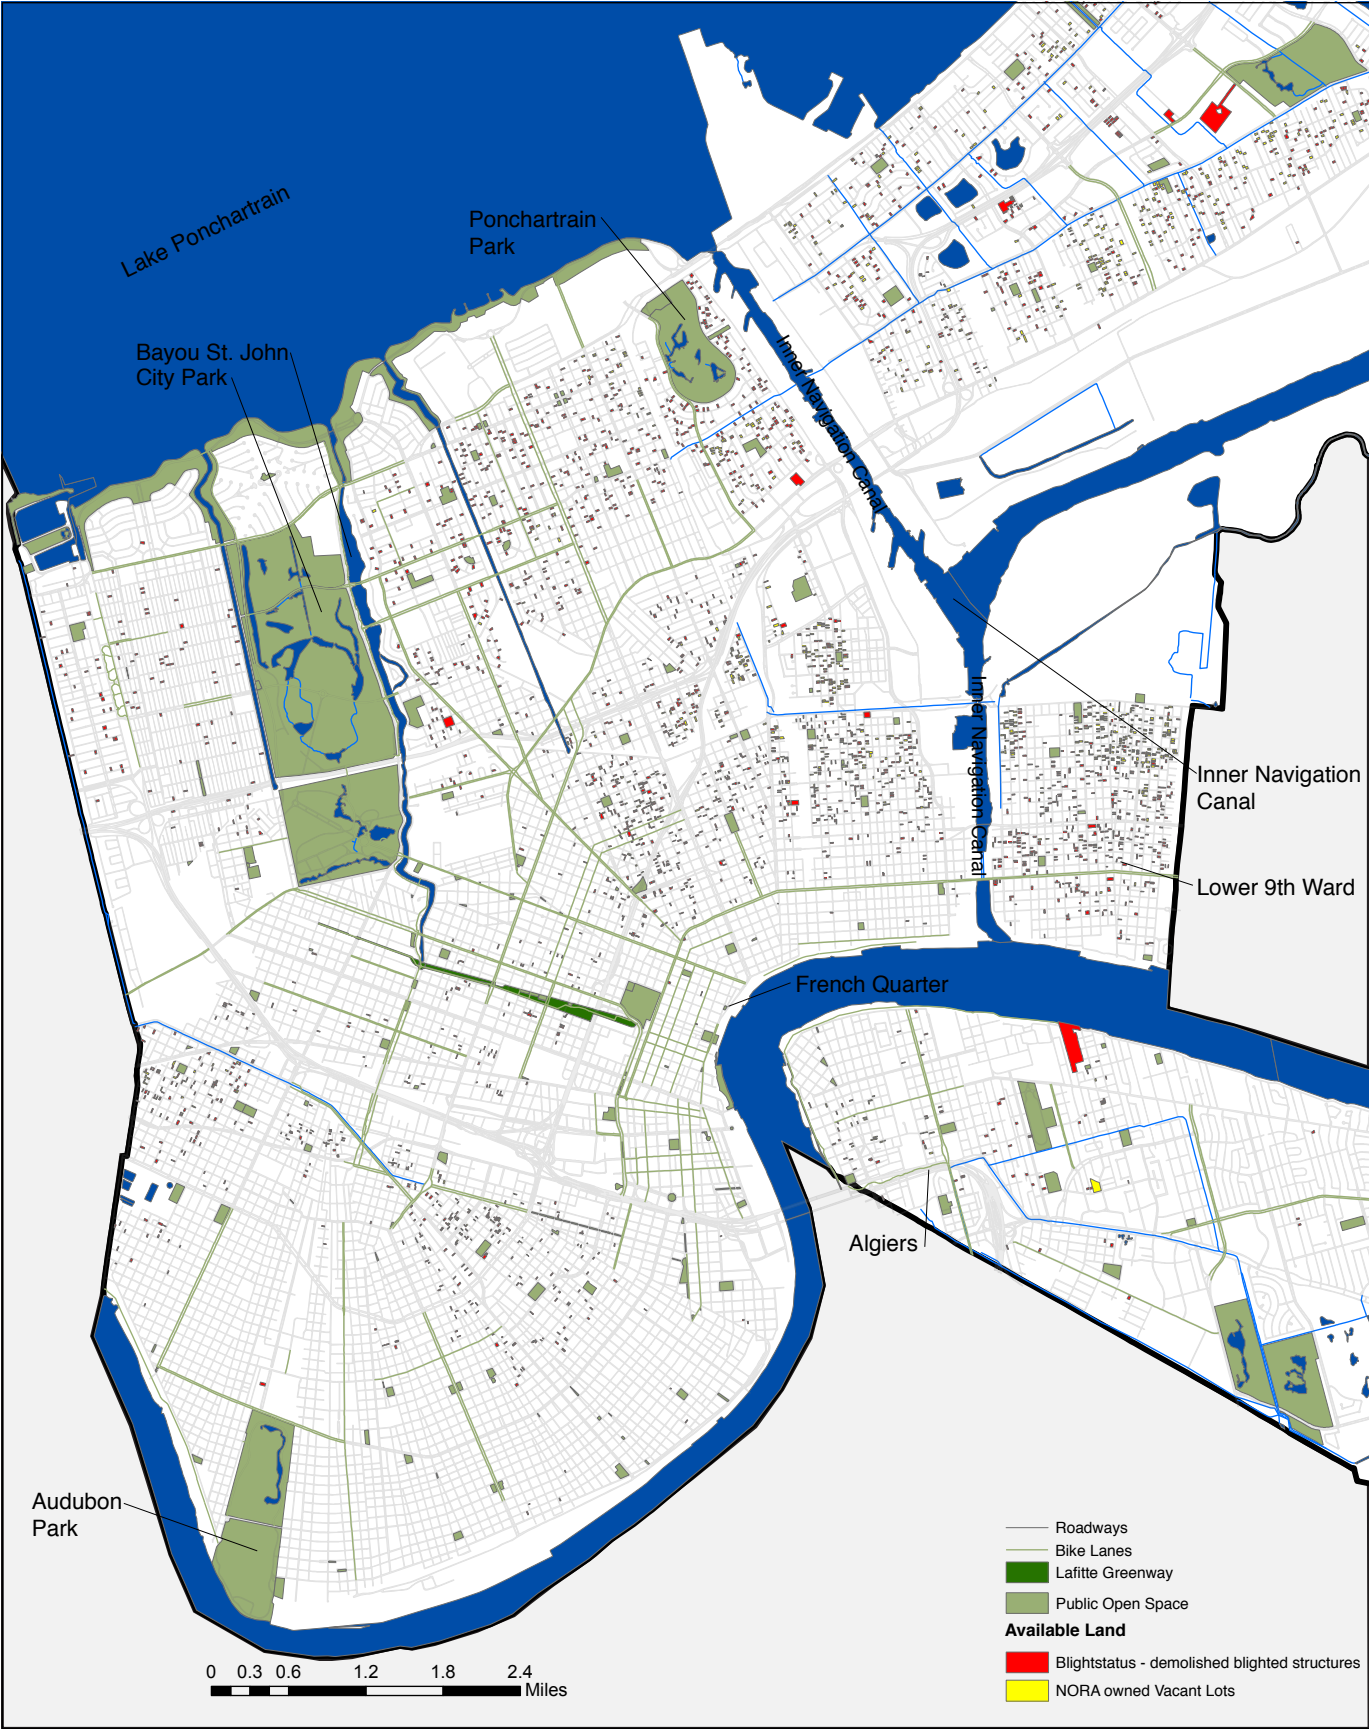 Lake Ponchartrain
Ponchartrain
Park
Bayou St. John
City Park
Inner Navigation Canal
Inner Navigation Canal
Inner Navigation
Canal
Lower 9th Ward
French Quarter
Algiers
Audubon
Park
Roadways
Bike Lanes
Lafitte Greenway
Public Open Space
Available Land
Blightstatus - demolished blighted structures
NORA owned Vacant Lots
0 0.3 0.6 1.2 1.8 2.4
Miles